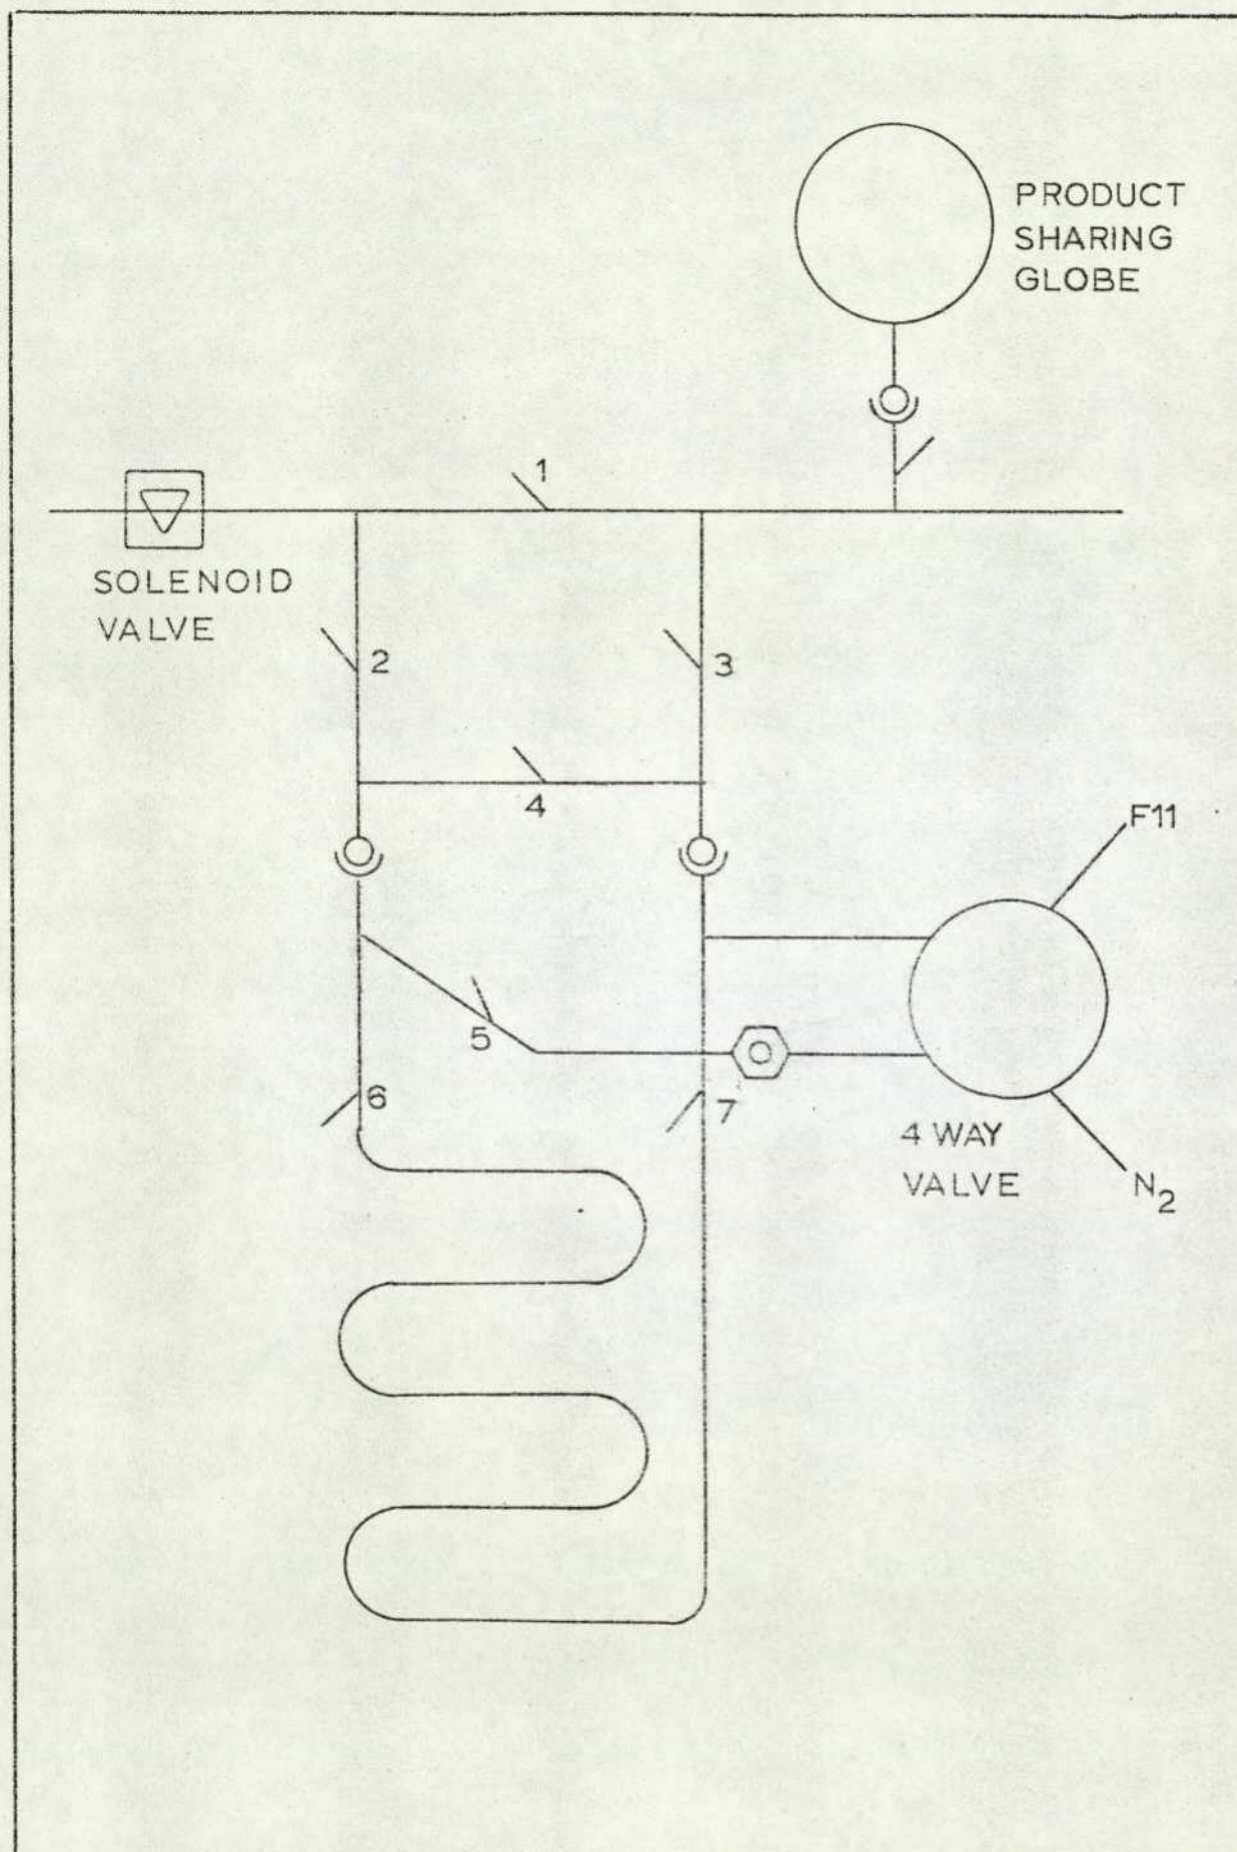 PRODUCT
SHARING
GLOBE
1
SOLENOID
VALVE
2
3
4
F11
5
6
7
4 WAY
VALVE
N₂